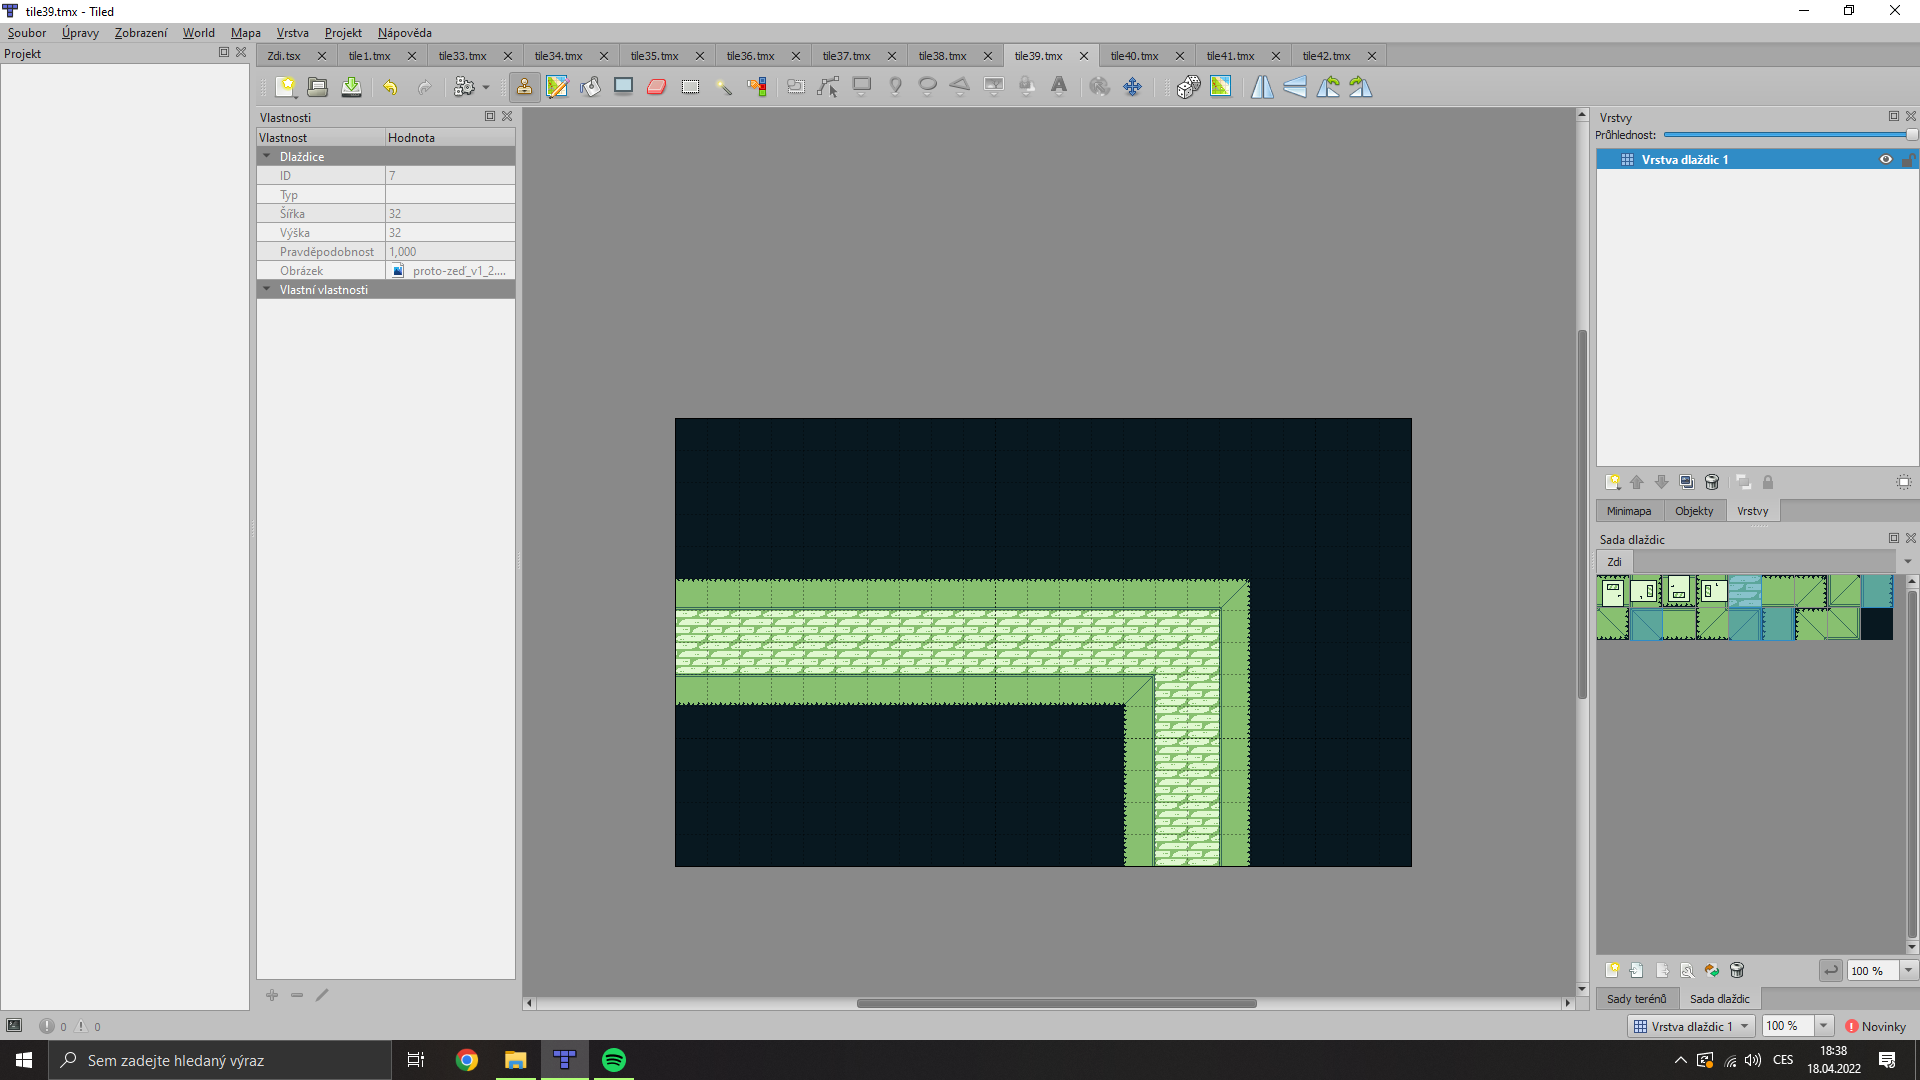 tile39.tmx - Tiled
Soubor Úpravy Zobrazení World Mapa Vrstva Projekt Nápověda
Projekt
Zdi.tsx tile1.tmx tile33.tmx tile34.tmx tile35.tmx tile36.tmx tile37.tmx tile38.tmx tile39.tmx tile40.tmx tile41.tmx tile42.tmx
Vlastnosti
Vlastnost Hodnota
Dlaždice
ID 7
Typ
Šířka 32
Výška 32
Pravděpodobnost 1,000
Obrázek proto-zeď_v1_2....
Vlastní vlastnosti
Vrstvy
Průhlednost:
Vrstva dlaždic 1
Minimapa Objekty Vrstvy
Sada dlaždic
Zdi
100 %
Sady terénů Sada dlaždic
0 0
Vrstva dlaždic 1 100 % Novinky
Sem zadejte hledaný výraz
CES
18:38
18.04.2022